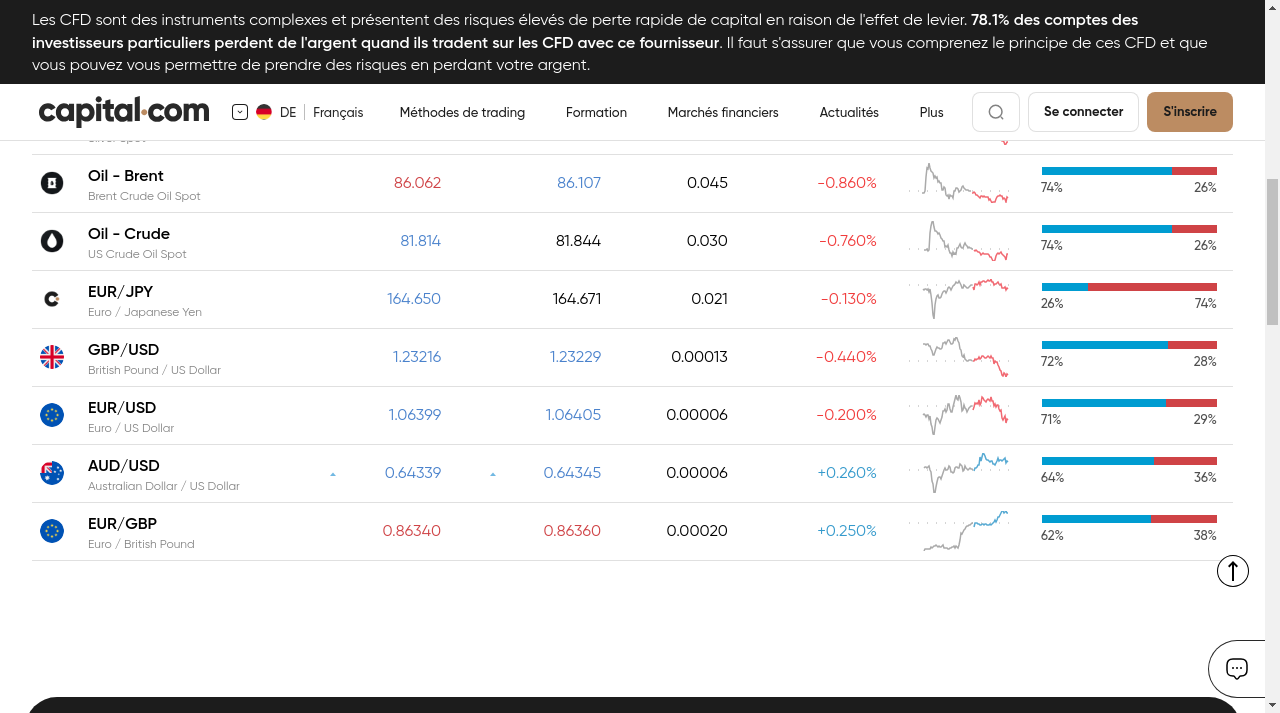 Les CFD sont des instruments complexes et présentent des risques élevés de perte rapide de capital en raison de l'effet de levier. 78.1% des comptes des
investisseurs particuliers perdent de l'argent quand ils tradent sur les CFD avec ce fournisseur. Il faut s'assurer que vous comprenez le principe de ces CFD et que
vous pouvez vous permettre de prendre des risques en perdant votre argent.
capital.com DE Français Méthodes de trading Formation Marchés financiers Actualités Plus Se connecter S'inscrire
Oil - Brent 86.062 86.107 0.045 -0.860%
Brent Crude Oil Spot 74% 26%
Oil - Crude 81.814 81.844 0.030 -0.760%
US Crude Oil Spot 74% 26%
EUR/JPY 164.650 164.671 0.021 -0.130%
Euro / Japanese Yen 26% 74%
GBP/USD 1.23216 1.23229 0.00013 -0.440%
British Pound / US Dollar 72% 28%
EUR/USD 1.06399 1.06405 0.00006 -0.200%
Euro / US Dollar 71% 29%
AUD/USD 0.64339 0.64345 0.00006 +0.260%
Australian Dollar / US Dollar 64% 36%
EUR/GBP 0.86340 0.86360 0.00020 +0.250%
Euro / British Pound 62% 38%